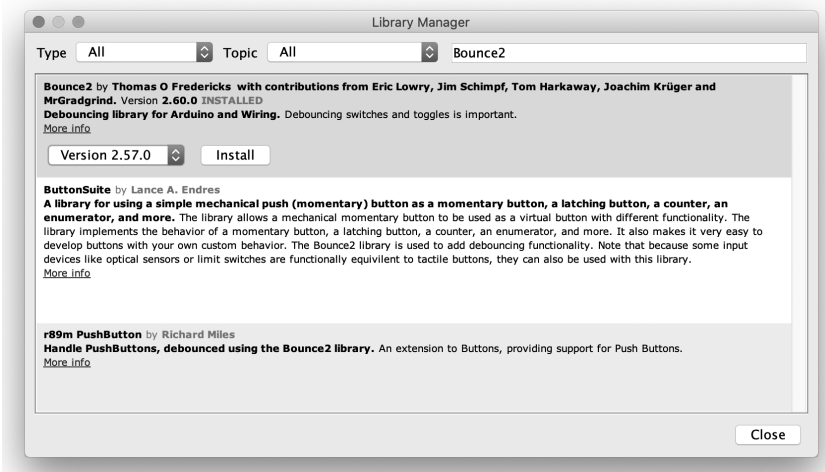 Library Manager
Type All Topic All Bounce2
Bounce2 by Thomas O Fredericks with contributions from Eric Lowry, Jim Schimpf, Tom Harkaway, Joachim Krüger and
MrGradgrind. Version 2.60.0 INSTALLED
Debouncing library for Arduino and Wiring. Debouncing switches and toggles is important.
More info
Version 2.57.0 Install
ButtonSuite by Lance A. Endres
A library for using a simple mechanical push (momentary) button as a momentary button, a latching button, a counter, an
enumerator, and more. The library allows a mechanical momentary button to be used as a virtual button with different functionality. The
library implements the behavior of a momentary button, a latching button, a counter, an enumerator, and more. It also makes it very easy to
develop buttons with your own custom behavior. The Bounce2 library is used to add debouncing functionality. Note that because some input
devices like optical sensors or limit switches are functionally equivilent to tactile buttons, they can also be used with this library.
More info
r89m PushButton by Richard Miles
Handle PushButtons, debounced using the Bounce2 library. An extension to Buttons, providing support for Push Buttons.
More info
Close